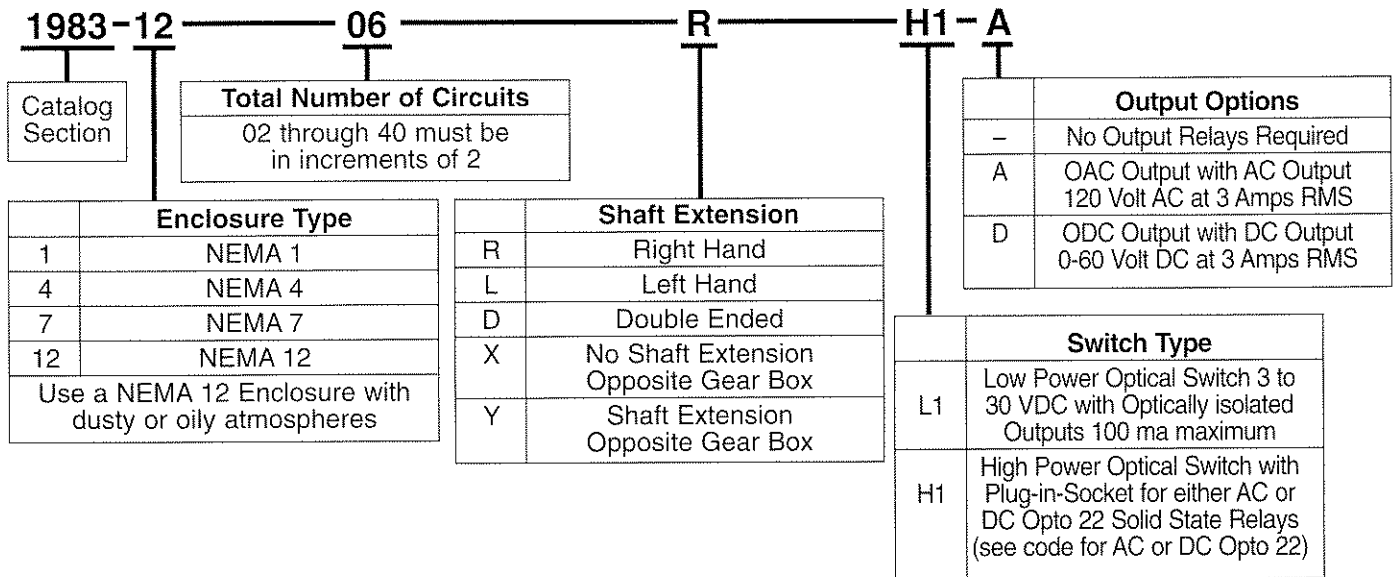 1983-12 06 R H1-A
Catalog
Section
Total Number of Circuits
02 through 40 must be
in increments of 2
Output Options
– No Output Relays Required
A OAC Output with AC Output
120 Volt AC at 3 Amps RMS
D ODC Output with DC Output
0-60 Volt DC at 3 Amps RMS
Enclosure Type
1 NEMA 1
4 NEMA 4
7 NEMA 7
12 NEMA 12
Use a NEMA 12 Enclosure with
dusty or oily atmospheres
Shaft Extension
R Right Hand
L Left Hand
D Double Ended
X No Shaft Extension
Opposite Gear Box
Y Shaft Extension
Opposite Gear Box
Switch Type
L1 Low Power Optical Switch 3 to
30 VDC with Optically isolated
Outputs 100 ma maximum
H1 High Power Optical Switch with
Plug-in-Socket for either AC or
DC Opto 22 Solid State Relays
(see code for AC or DC Opto 22)